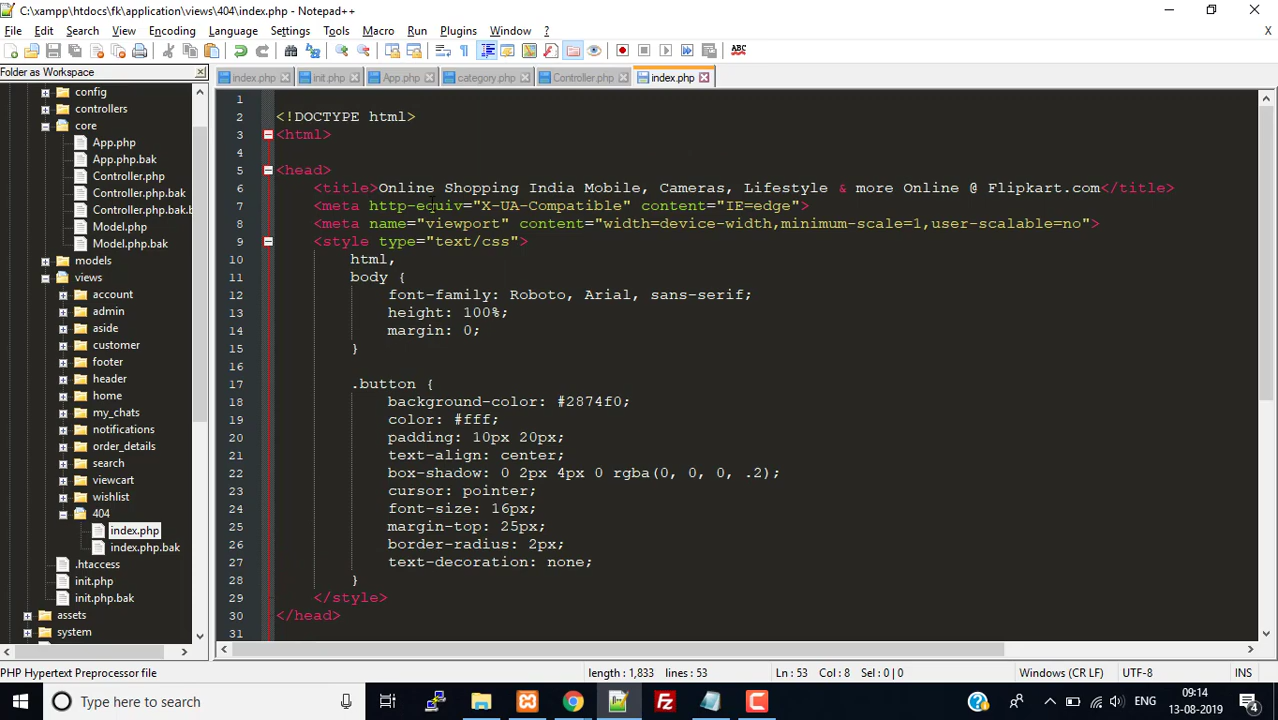 C:\xampp\htdocs\fk\application\views\404\index.php - Notepad++
File Edit Search View Encoding Language Settings Tools Macro Run Plugins Window ?
ABC
Folder as Workspace
index.php init.php App.php category.php Controller.php index.php
config
controllers
core
App.php
App.php.bak
Controller.php
Controller.php.bak
Controller.php.b
Model.php
Model.php.bak
models
views
account
admin
aside
customer
footer
header
home
my_chats
notifications
order_details
search
viewcart
wishlist
404
index.php
index.php.bak
.htaccess
init.php
init.php.bak
assets
system
1
2 <!DOCTYPE html>
3 <html>
4
5 <head>
6 <title>Online Shopping India Mobile, Cameras, Lifestyle & more Online @ Flipkart.com</title>
7 <meta http-equiv="X-UA-Compatible" content="IE=edge">
8 <meta name="viewport" content="width=device-width,minimum-scale=1,user-scalable=no">
9 <style type="text/css">
10 html,
11 body {
12 font-family: Roboto, Arial, sans-serif;
13 height: 100%;
14 margin: 0;
15 }
16
17 .button {
18 background-color: #2874f0;
19 color: #fff;
20 padding: 10px 20px;
21 text-align: center;
22 box-shadow: 0 2px 4px 0 rgba(0, 0, 0, .2);
23 cursor: pointer;
24 font-size: 16px;
25 margin-top: 25px;
26 border-radius: 2px;
27 text-decoration: none;
28 }
29 </style>
30 </head>
31
PHP Hypertext Preprocessor file length : 1,833 lines : 53 Ln : 53 Col : 8 Sel : 0 | 0 Windows (CR LF) UTF-8 INS
Type here to search
ENG
09:14
13-08-2019
4